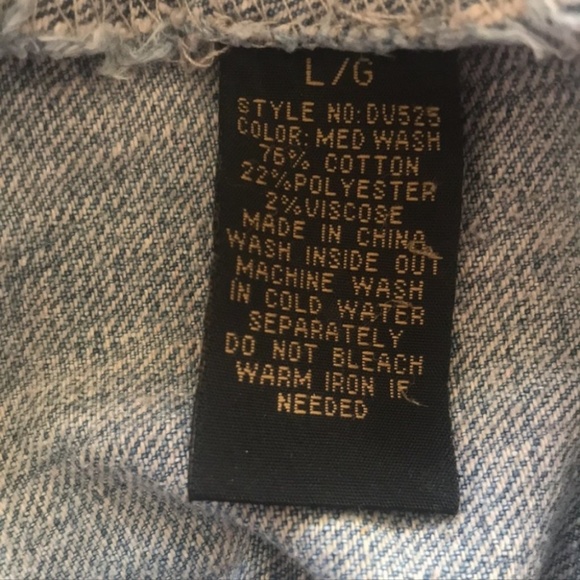 L/G
STYLE NO:DV525
COLOR: MED WASH
76% COTTON
22%POLYESTER
2%VISCOSE
MADE IN CHINA
WASH INSIDE OUT
MACHINE WASH
IN COLD WATER
SEPARATELY
DO NOT BLEACH
WARM IRON IF
NEEDED